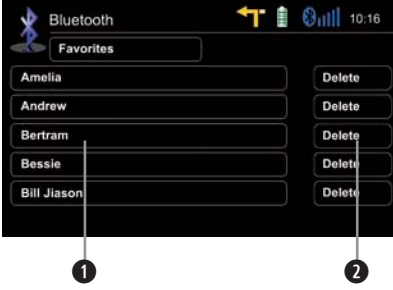 Bluetooth 10:16
Favorites
Amelia Delete
Andrew Delete
Bertram Delete
Bessie Delete
Bill Jiason Delete
1 2